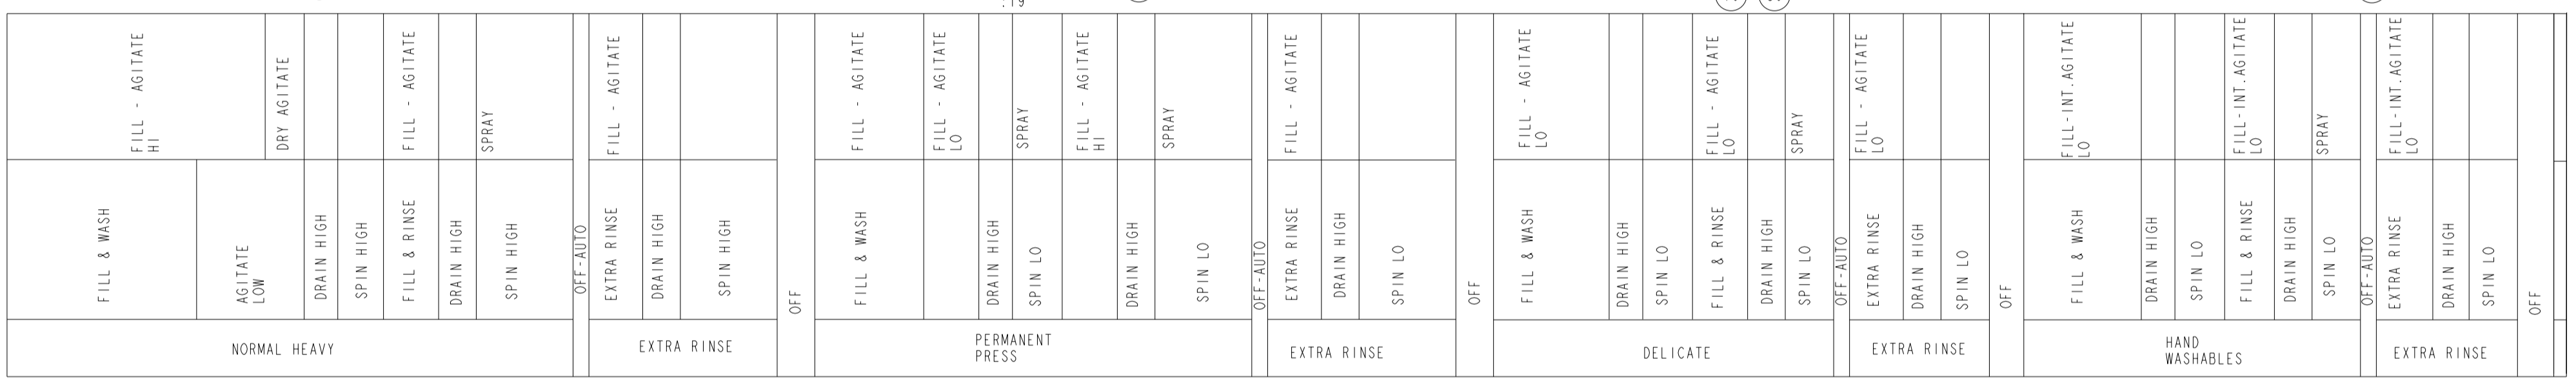 :19
FILL - AGITATE
HI
DRY AGITATE
FILL - AGITATE
SPRAY
FILL - AGITATE
FILL - AGITATE
FILL - AGITATE
LO
SPRAY
FILL - AGITATE
HI
SPRAY
FILL - AGITATE
FILL - AGITATE
LO
FILL - AGITATE
LO
SPRAY
FILL - AGITATE
LO
FILL-INT.AGITATE
LO
FILL-INT.AGITATE
LO
SPRAY
FILL-INT.AGITATE
LO
FILL & WASH
AGITATE
LOW
DRAIN HIGH
SPIN HIGH
FILL & RINSE
DRAIN HIGH
SPIN HIGH
OFF-AUTO
EXTRA RINSE
DRAIN HIGH
SPIN HIGH
OFF
FILL & WASH
DRAIN HIGH
SPIN LO
DRAIN HIGH
SPIN LO
OFF-AUTO
EXTRA RINSE
DRAIN HIGH
SPIN LO
OFF
FILL & WASH
DRAIN HIGH
SPIN LO
FILL & RINSE
DRAIN HIGH
SPIN LO
OFF-AUTO
EXTRA RINSE
DRAIN HIGH
SPIN LO
OFF
FILL & WASH
DRAIN HIGH
SPIN LO
FILL & RINSE
DRAIN HIGH
SPIN LO
OFF-AUTO
EXTRA RINSE
DRAIN HIGH
SPIN LO
OFF
NORMAL HEAVY
EXTRA RINSE
PERMANENT
PRESS
EXTRA RINSE
DELICATE
EXTRA RINSE
HAND
WASHABLES
EXTRA RINSE